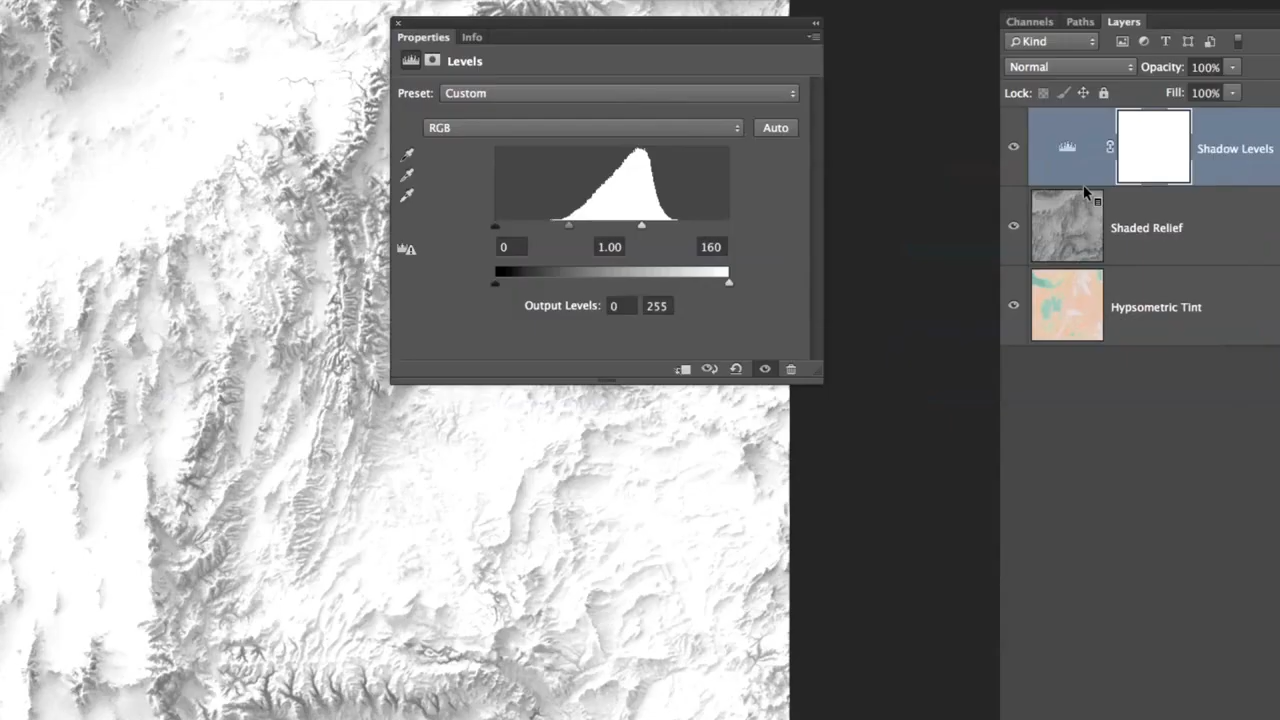 Properties Info
Levels
Preset: Custom
RGB Auto
0 1.00 160
Output Levels: 0 255
Channels Paths Layers
Kind
Normal Opacity: 100%
Lock: Fill: 100%
Shadow Levels
Shaded Relief
Hypsometric Tint